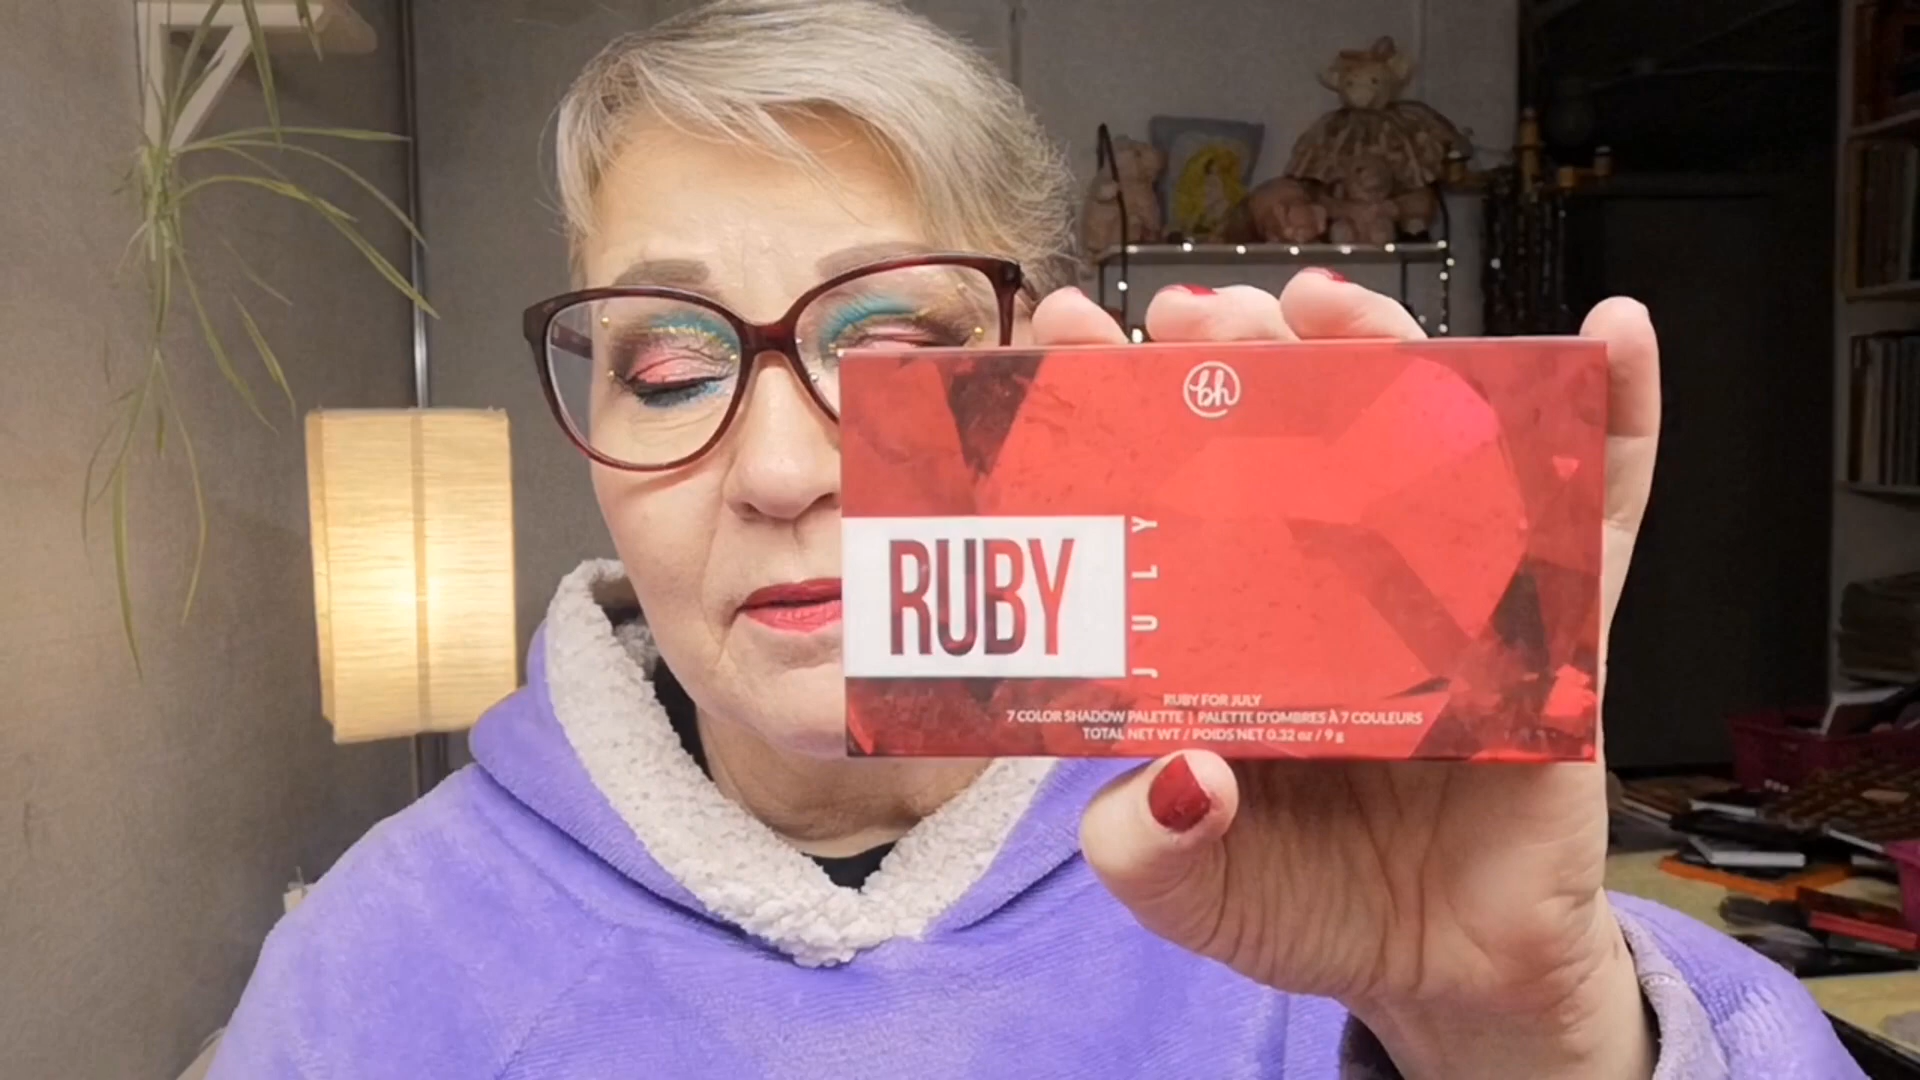 bh
RUBY
JULY
RUBY FOR JULY
7 COLOR SHADOW PALETTE | PALETTE D'OMBRES À 7 COULEURS
TOTAL NET WT / POIDS NET 0.32 oz / 9 g